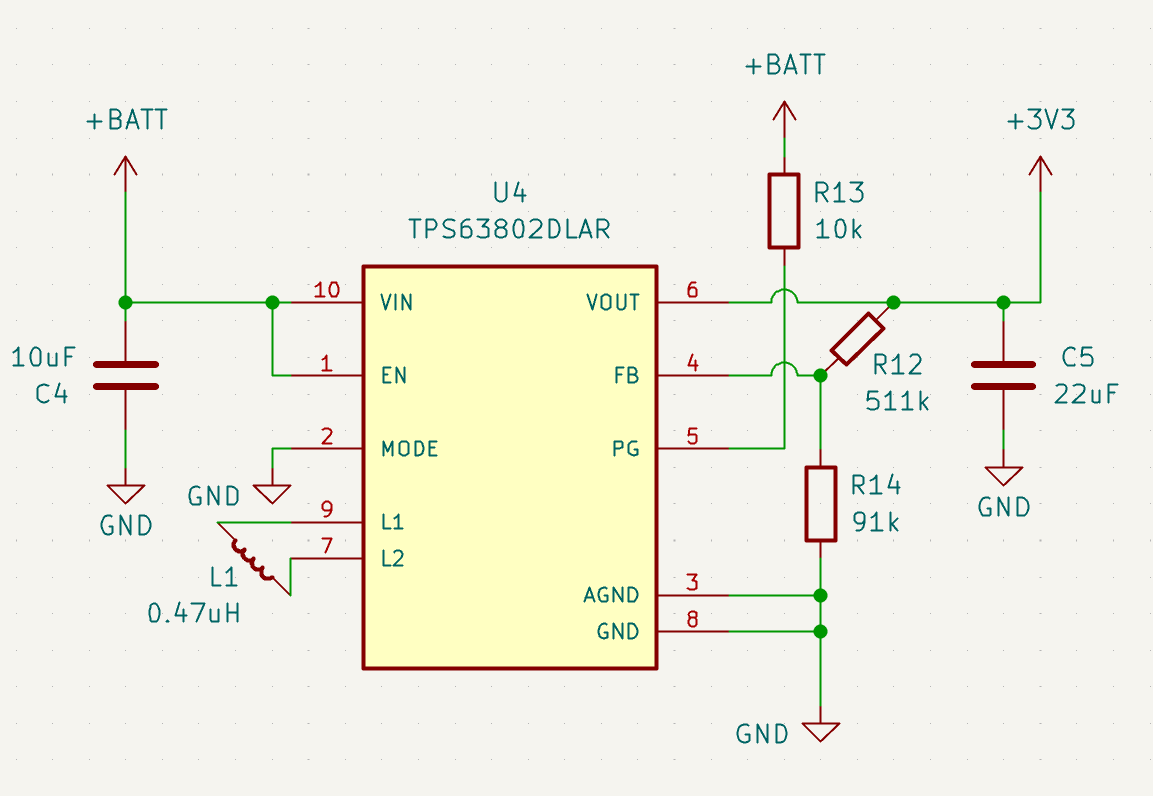 +BATT
+BATT
+3V3
U4
TPS63802DLAR
R13
10k
10
VIN
VOUT
6
10uF
C4
1
EN
FB
4
R12
511k
C5
22uF
2
MODE
PG
5
GND
GND
GND
9
L1
7
L2
L1
0.47uH
R14
91k
AGND
3
GND
8
GND